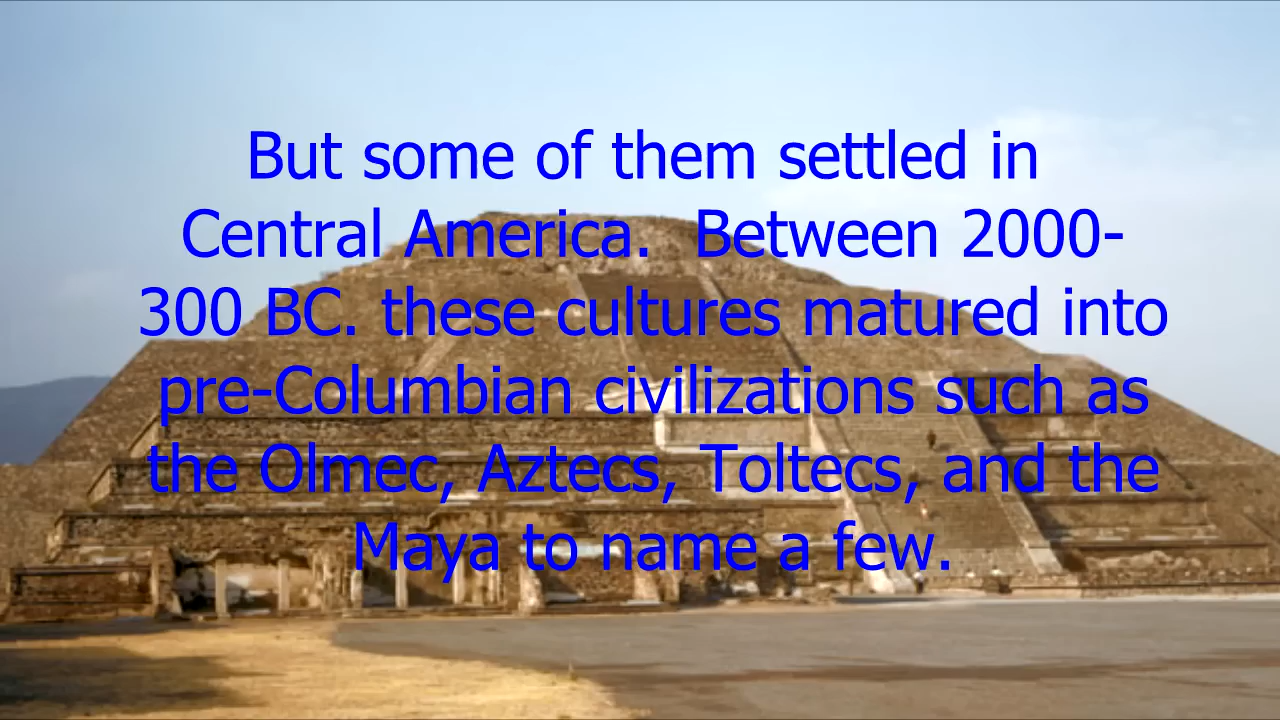 But some of them settled in
Central America.  Between 2000-
300 BC. these cultures matured into
pre-Columbian civilizations such as
the Olmec, Aztecs, Toltecs, and the
Maya to name a few.